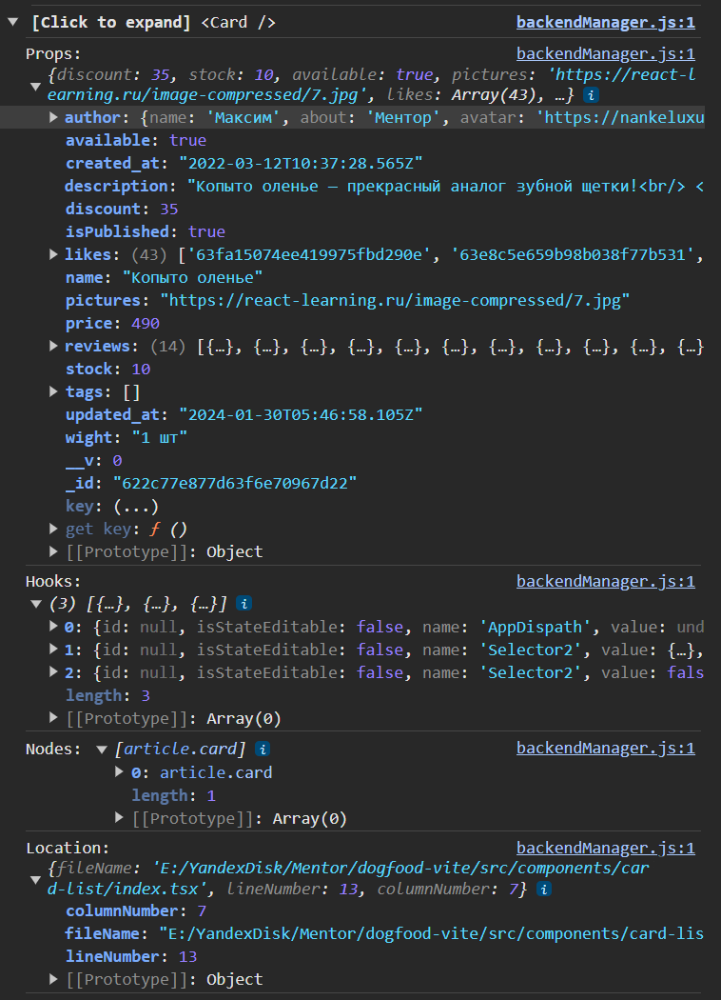 [Click to expand] <Card /> backendManager.js:1
Props: backendManager.js:1
{discount: 35, stock: 10, available: true, pictures: 'https://react-l
earning.ru/image-compressed/7.jpg', likes: Array(43), …} i
author: {name: 'Максим', about: 'Ментор', avatar: 'https://nankeluxu
available: true
created_at: "2022-03-12T10:37:28.565Z"
description: "Копыто оленье — прекрасный аналог зубной щетки!<br/> <
discount: 35
isPublished: true
likes: (43) ['63fa15074ee419975fbd290e', '63e8c5e659b98b038f77b531',
name: "Копыто оленье"
pictures: "https://react-learning.ru/image-compressed/7.jpg"
price: 490
reviews: (14) [{…}, {…}, {…}, {…}, {…}, {…}, {…}, {…}, {…}, {…}, {…}
stock: 10
tags: []
updated_at: "2024-01-30T05:46:58.105Z"
wight: "1 шт"
__v: 0
_id: "622c77e877d63f6e70967d22"
key: (...)
get key: ƒ ()
[[Prototype]]: Object
Hooks: backendManager.js:1
(3) [{…}, {…}, {…}] i
0: {id: null, isStateEditable: false, name: 'AppDispath', value: und
1: {id: null, isStateEditable: false, name: 'Selector2', value: {…},
2: {id: null, isStateEditable: false, name: 'Selector2', value: fals
length: 3
[[Prototype]]: Array(0)
Nodes: [article.card] i backendManager.js:1
0: article.card
length: 1
[[Prototype]]: Array(0)
Location: backendManager.js:1
{fileName: 'E:/YandexDisk/Mentor/dogfood-vite/src/components/car
d-list/index.tsx', lineNumber: 13, columnNumber: 7} i
columnNumber: 7
fileName: "E:/YandexDisk/Mentor/dogfood-vite/src/components/card-lis
lineNumber: 13
[[Prototype]]: Object